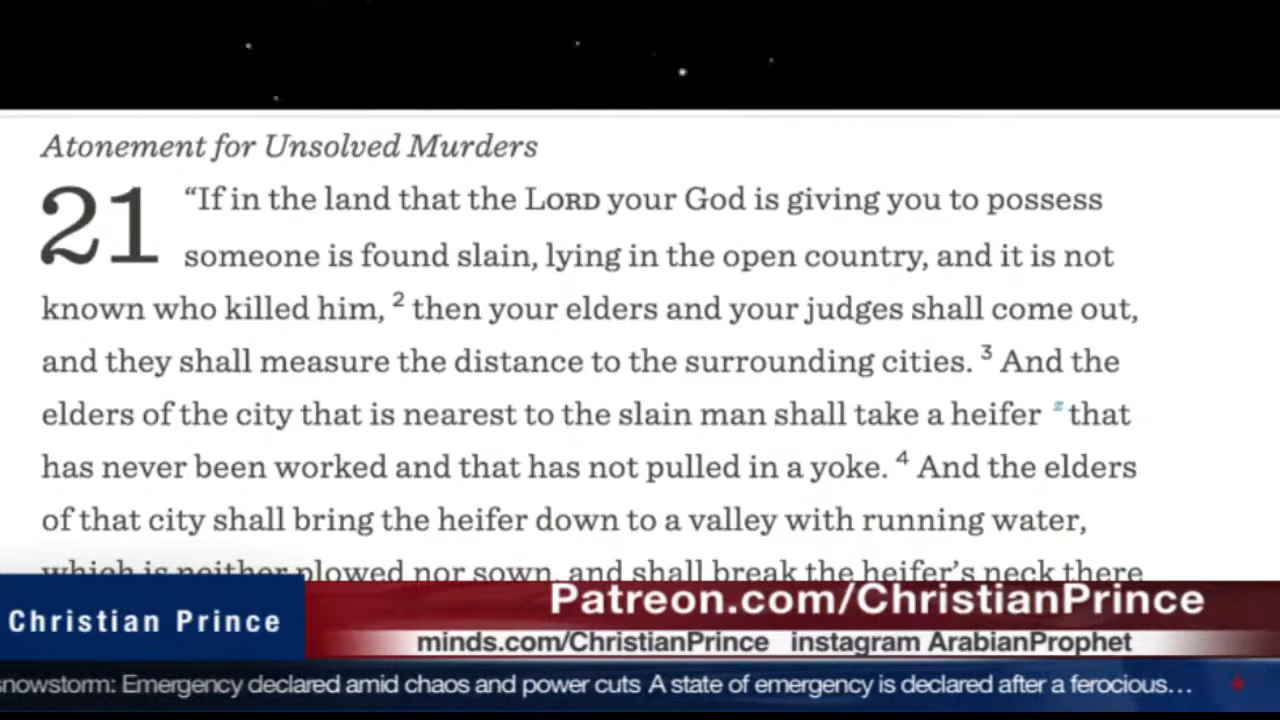 Atonement for Unsolved Murders
21 “If in the land that the LORD your God is giving you to possess
someone is found slain, lying in the open country, and it is not
known who killed him, ² then your elders and your judges shall come out,
and they shall measure the distance to the surrounding cities. ³ And the
elders of the city that is nearest to the slain man shall take a heifer ᶻ that
has never been worked and that has not pulled in a yoke. ⁴ And the elders
of that city shall bring the heifer down to a valley with running water,
which is neither plowed nor sown, and shall break the heifer’s neck there
Christian Prince
Patreon.com/ChristianPrince
minds.com/ChristianPrince instagram ArabianProphet
snowstorm: Emergency declared amid chaos and power cuts A state of emergency is declared after a ferocious...